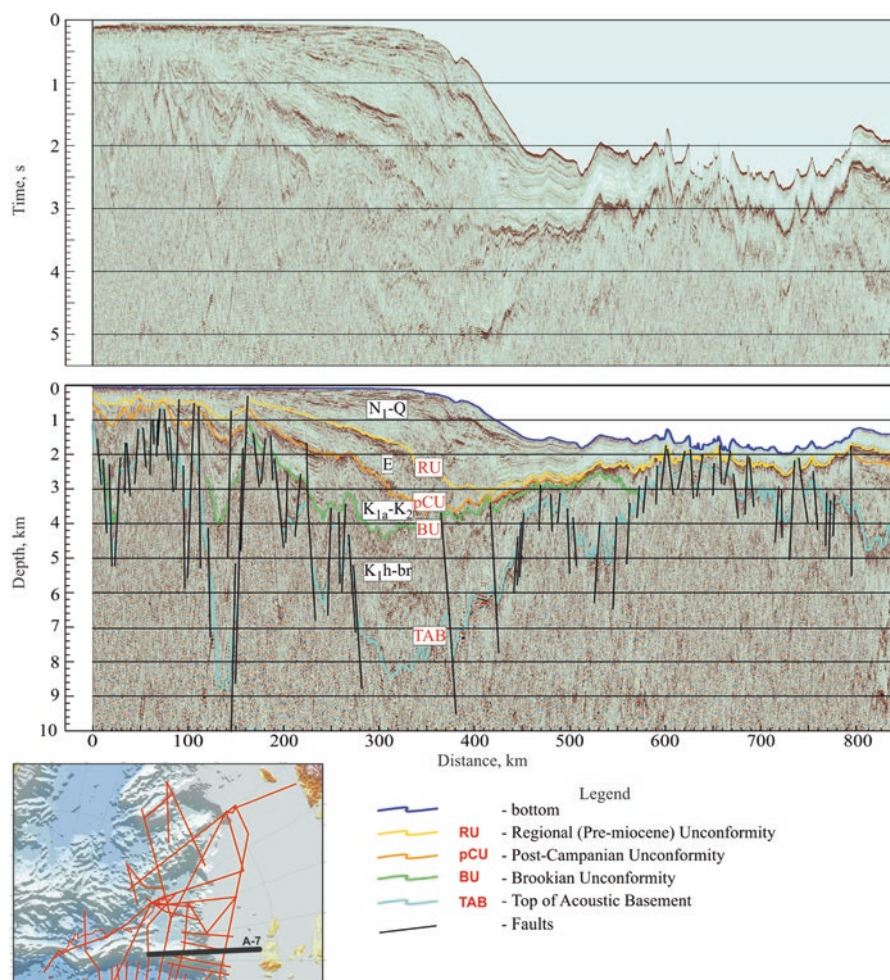 0
1
2
3
4
5
Time, s
0
1
2
3
4
5
6
7
8
9
10
Depth, km
N₁-Q
E
RU
pCU
K₁ₐ-K₂
BU
K₁h-br
TAB
0 100 200 300 400 500 600 700 800
Distance, km
A-7
Legend
- bottom
RU - Regional (Pre-miocene) Unconformity
pCU - Post-Campanian Unconformity
BU - Brookian Unconformity
TAB - Top of Acoustic Basement
- Faults